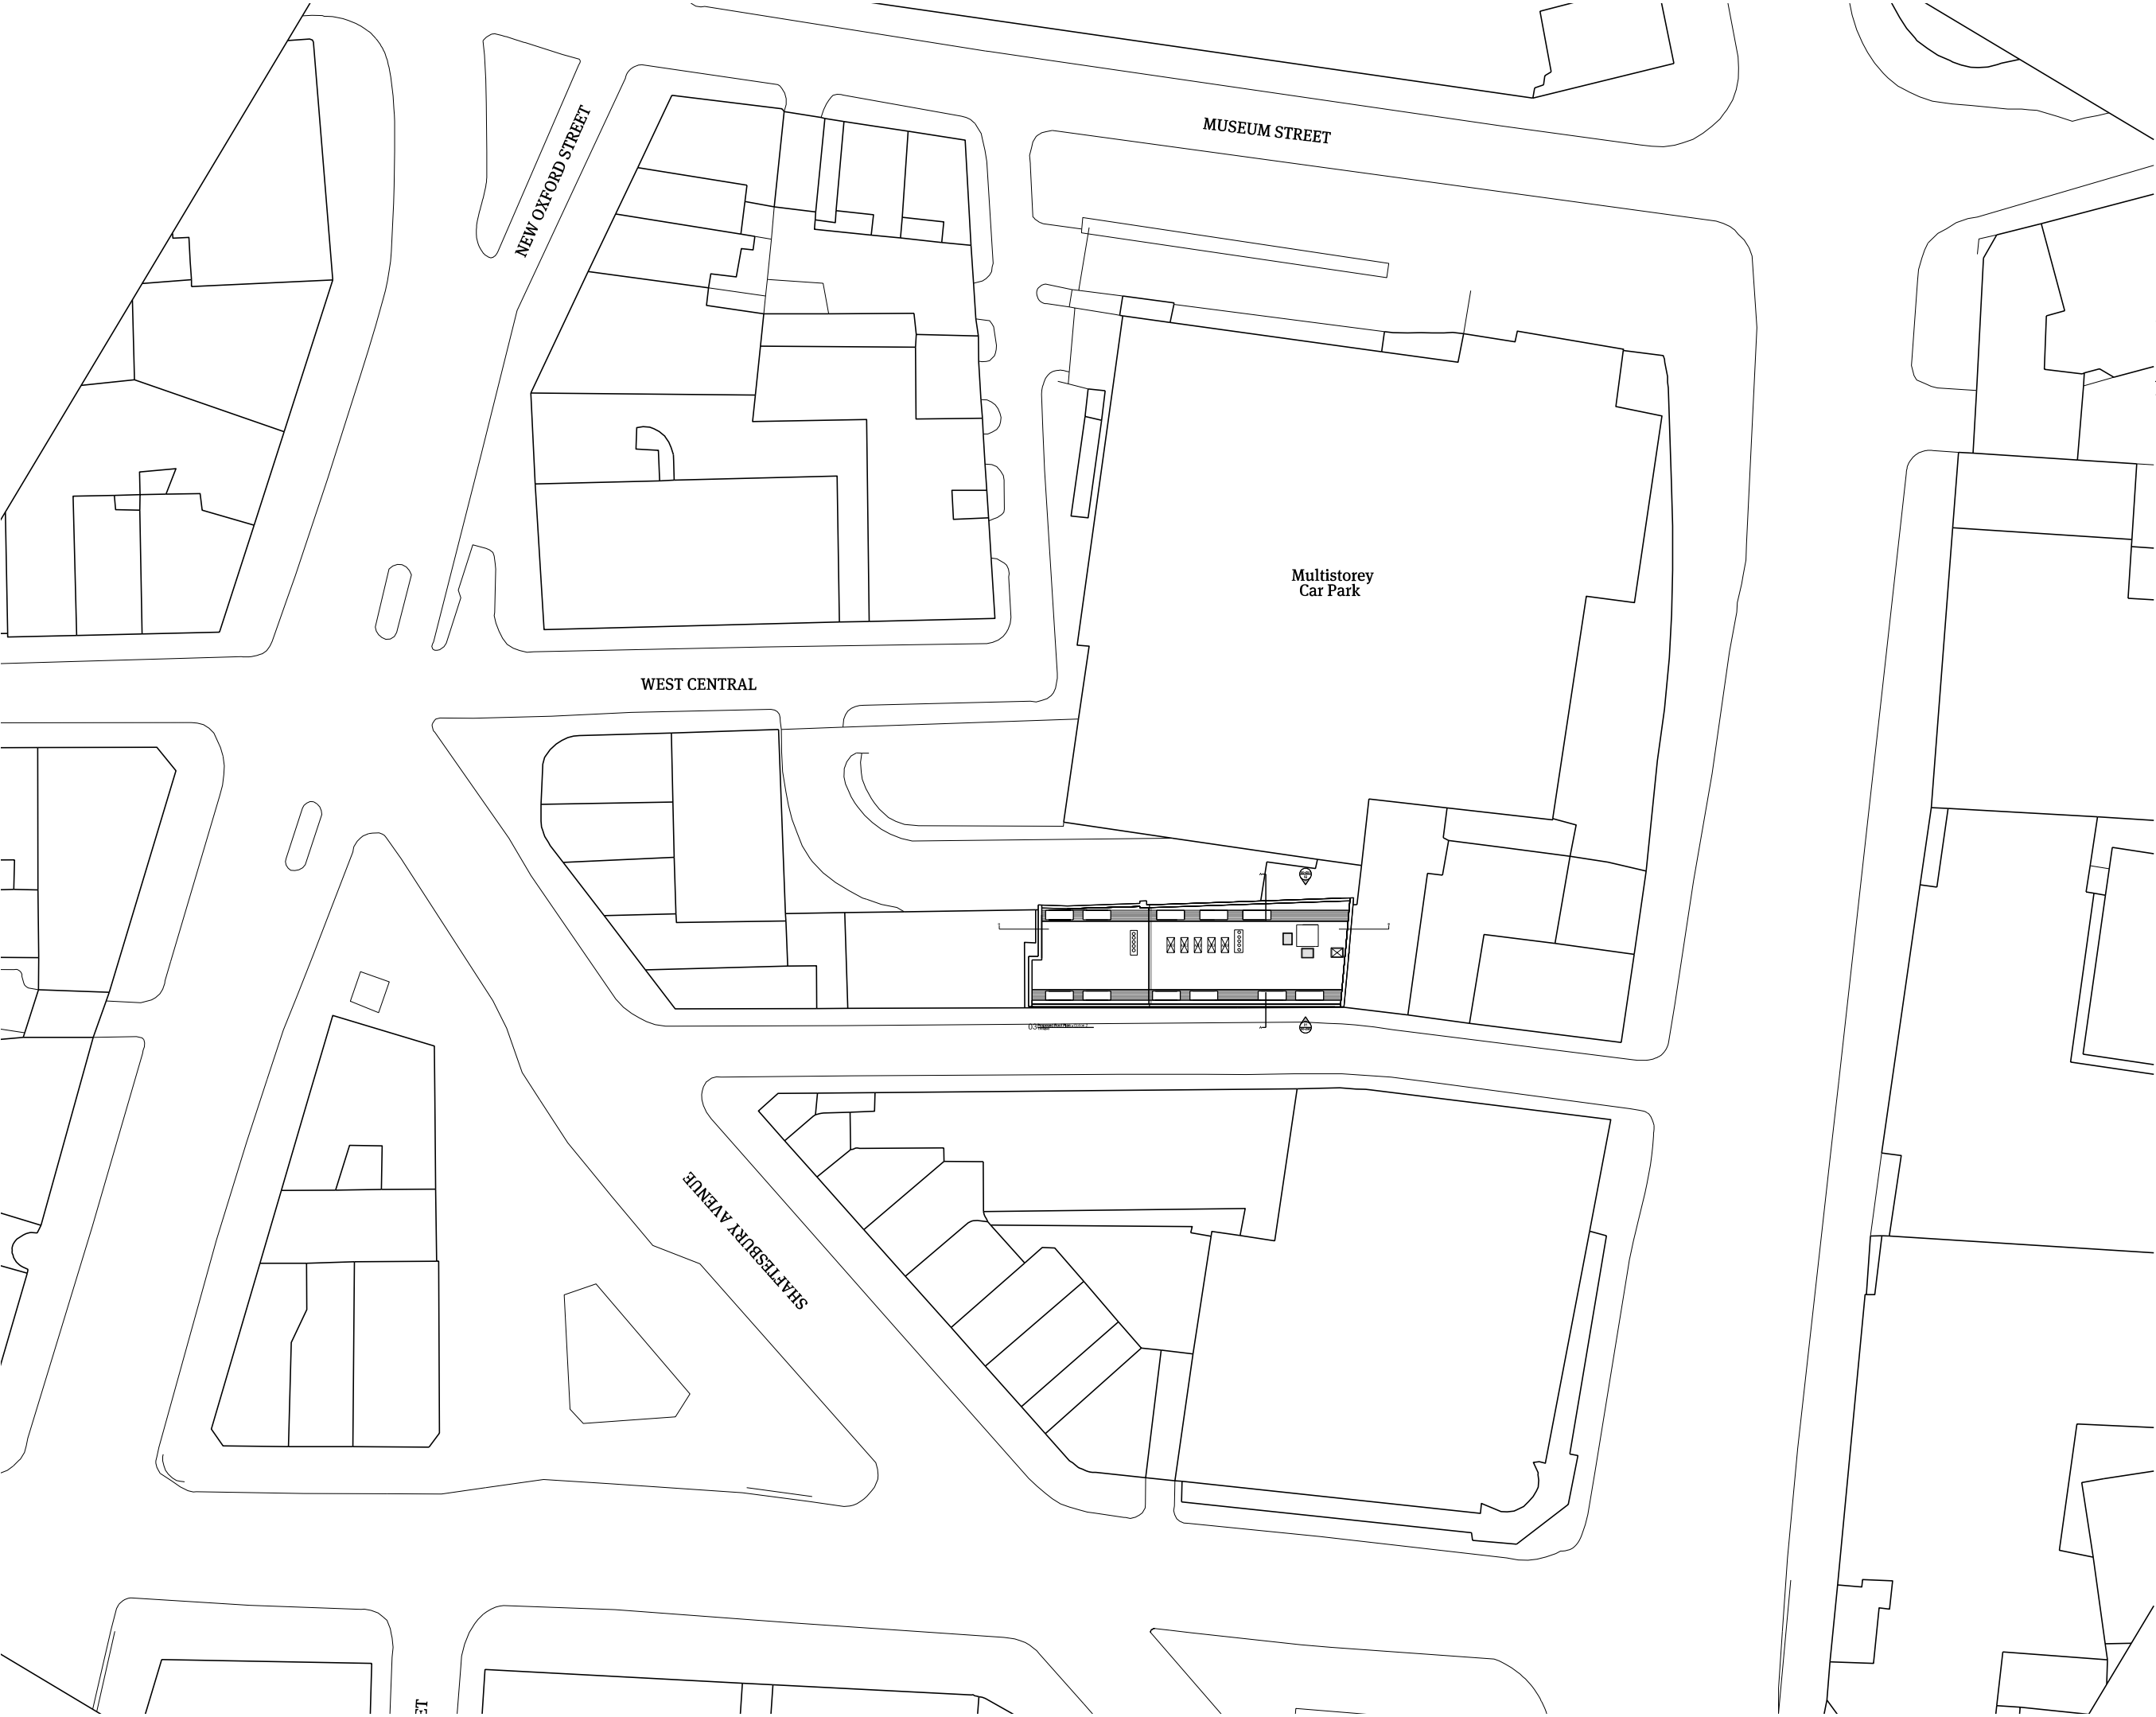 MUSEUM STREET
NEW OXFORD STREET
Multistorey
Car Park
WEST CENTRAL
SHAFTESBURY AVENUE